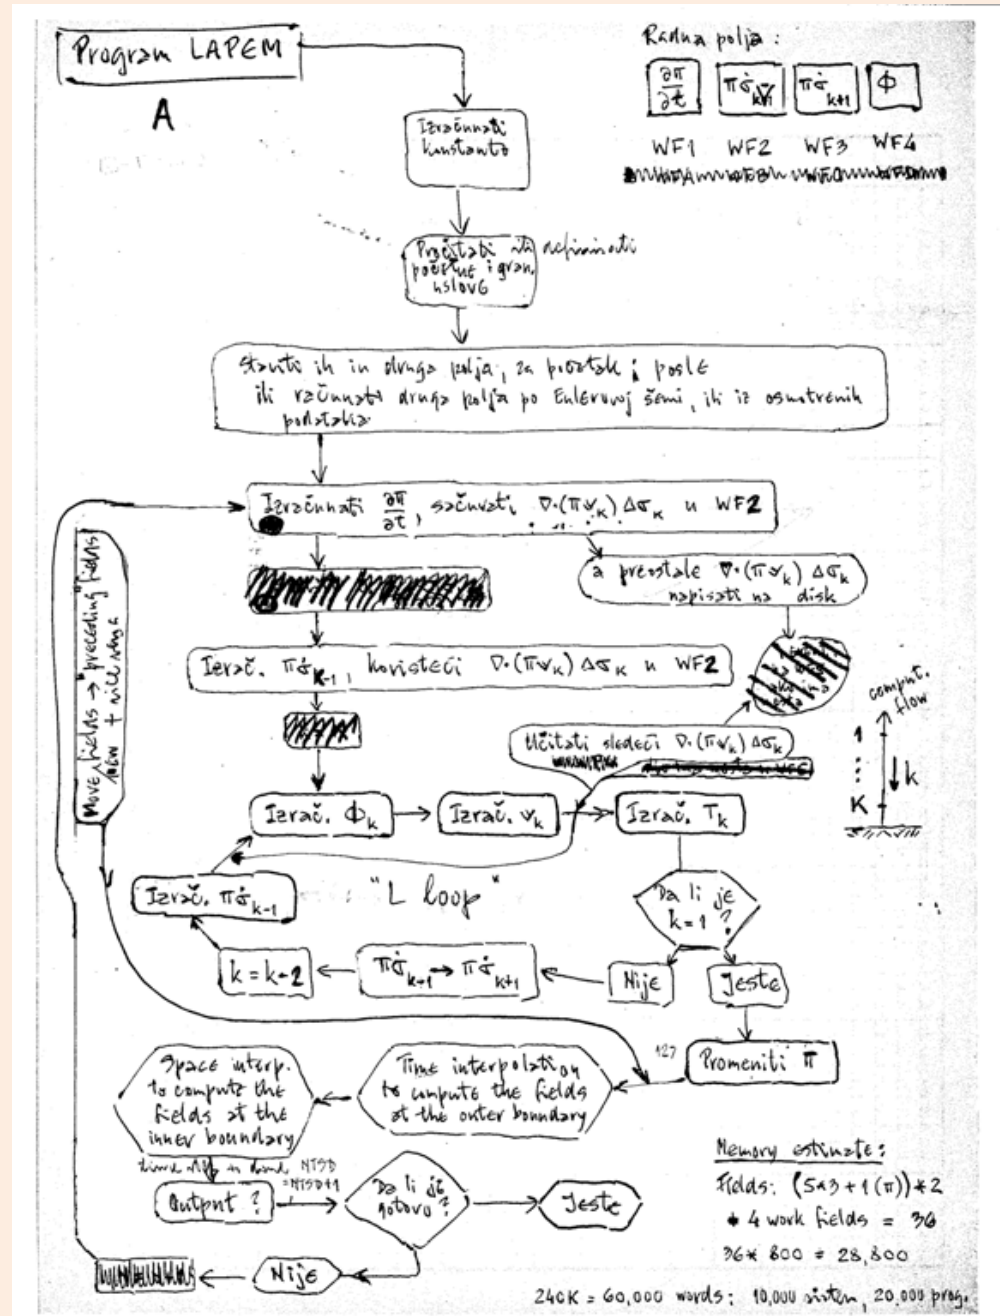 Program LAPEM
A
Radna polja :
∂π/∂t
πσ̇ k-1
πσ̇ k+1
Φ
WF1 WF2 WF3 WF4
Izračunati
konstante
Pročitati ili definisati
početne i gran.
uslove
Staviti ih in druga polja, za početak ; posle
ili računati druga polja po Eulerovoj šemi, ili iz osmotrenih
podataka
Izračunati ∂π/∂t, sačuvati ∇·(π𝕧k) Δσk u WF2
a preostale ∇·(π𝕧k) Δσk
napisati na disk
Izrač. πσ̇ k-1, koristeći ∇·(π𝕧k) Δσk u WF2
Učitati sledeći ∇·(π𝕧k) Δσk
Move fields → "preceding" fields
new +
comput.
flow
1
k
K
Izrač. Φk
Izrač. 𝕧k
Izrač. Tk
Izrač. πσ̇ k-1
"L loop"
Da li je
k=1 ?
k = k-2
πσ̇ k-1 → πσ̇ k+1
Nije
Jeste
127
Promeniti π
Space interp.
to compute the
fields at the
inner boundary
Time interpolation
to compute the fields
at the outer boundary
NTSD
=NTSD+1
Output ?
Da li je
gotovo ?
Jeste
Nije
Memory estimate :
Fields: (5*3 + 1(π))*2
+ 4 work fields = 36
36* 800 = 28,800
240K = 60,000 words; 10,000 sistem, 20.000 prog.